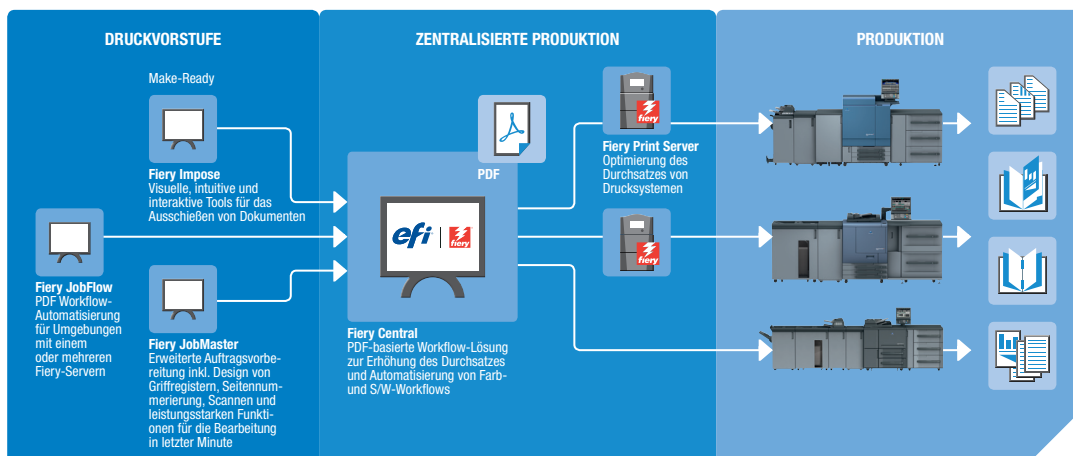 DRUCKVORSTUFE
Make-Ready
Fiery Impose
Visuelle, intuitive und
interaktive Tools für das
Ausschießen von Dokumenten
Fiery JobFlow
PDF Workflow-
Automatisierung
für Umgebungen
mit einem
oder mehreren
Fiery-Servern
Fiery JobMaster
Erweiterte Auftragsvorbe-
reitung inkl. Design von
Griffregistern, Seitennum-
merierung, Scannen und
leistungsstarken Funkti-
onen für die Bearbeitung
in letzter Minute
ZENTRALISIERTE PRODUKTION
PDF
efi fiery
Fiery Central
PDF-basierte Workflow-Lösung
zur Erhöhung des Durchsatzes
und Automatisierung von Farb-
und S/W-Workflows
fiery
Fiery Print Server
Optimierung des
Durchsatzes von
Drucksystemen
fiery
PRODUKTION